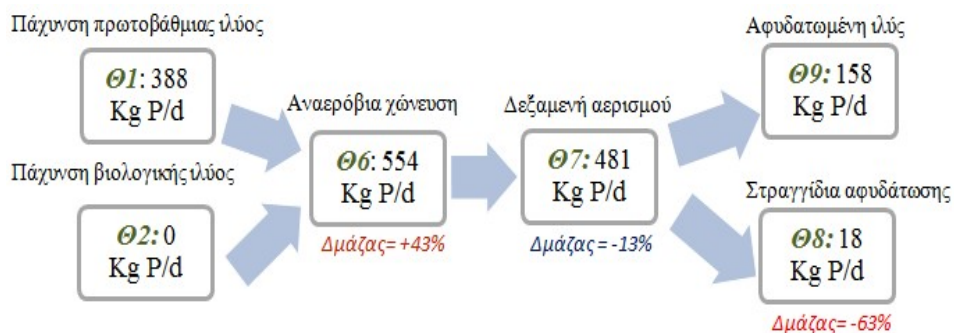 Πάχυνση πρωτοβάθμιας ιλύος
Θ1: 388
Kg P/d
Πάχυνση βιολογικής ιλύος
Θ2: 0
Kg P/d
Αναερόβια χώνευση
Θ6: 554
Kg P/d
Δμάζας= +43%
Δεξαμενή αερισμού
Θ7: 481
Kg P/d
Δμάζας= -13%
Αφυδατωμένη ιλύς
Θ9: 158
Kg P/d
Στραγγίδια αφυδάτωσης
Θ8: 18
Kg P/d
Δμάζας= -63%